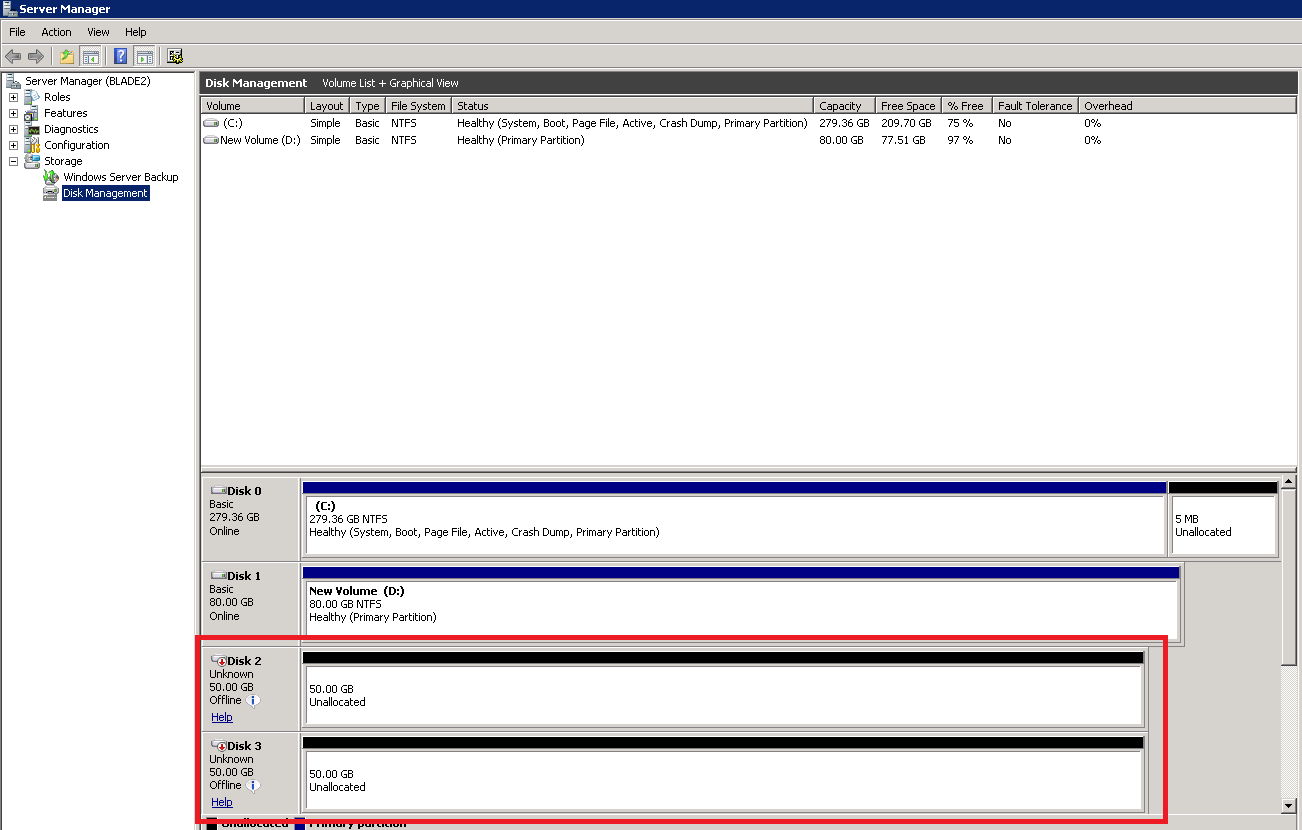 Server Manager
File Action View Help
Server Manager (BLADE2)
Roles
Features
Diagnostics
Configuration
Storage
Windows Server Backup
Disk Management
Disk Management Volume List + Graphical View
Volume Layout Type File System Status Capacity Free Space % Free Fault Tolerance Overhead
(C:) Simple Basic NTFS Healthy (System, Boot, Page File, Active, Crash Dump, Primary Partition) 279.36 GB 209.70 GB 75 % No 0%
New Volume (D:) Simple Basic NTFS Healthy (Primary Partition) 80.00 GB 77.51 GB 97 % No 0%
Disk 0
Basic
279.36 GB
Online
(C:)
279.36 GB NTFS
Healthy (System, Boot, Page File, Active, Crash Dump, Primary Partition)
5 MB
Unallocated
Disk 1
Basic
80.00 GB
Online
New Volume (D:)
80.00 GB NTFS
Healthy (Primary Partition)
Disk 2
Unknown
50.00 GB
Offline
Help
50.00 GB
Unallocated
Disk 3
Unknown
50.00 GB
Offline
Help
50.00 GB
Unallocated
Unallocated Primary partition